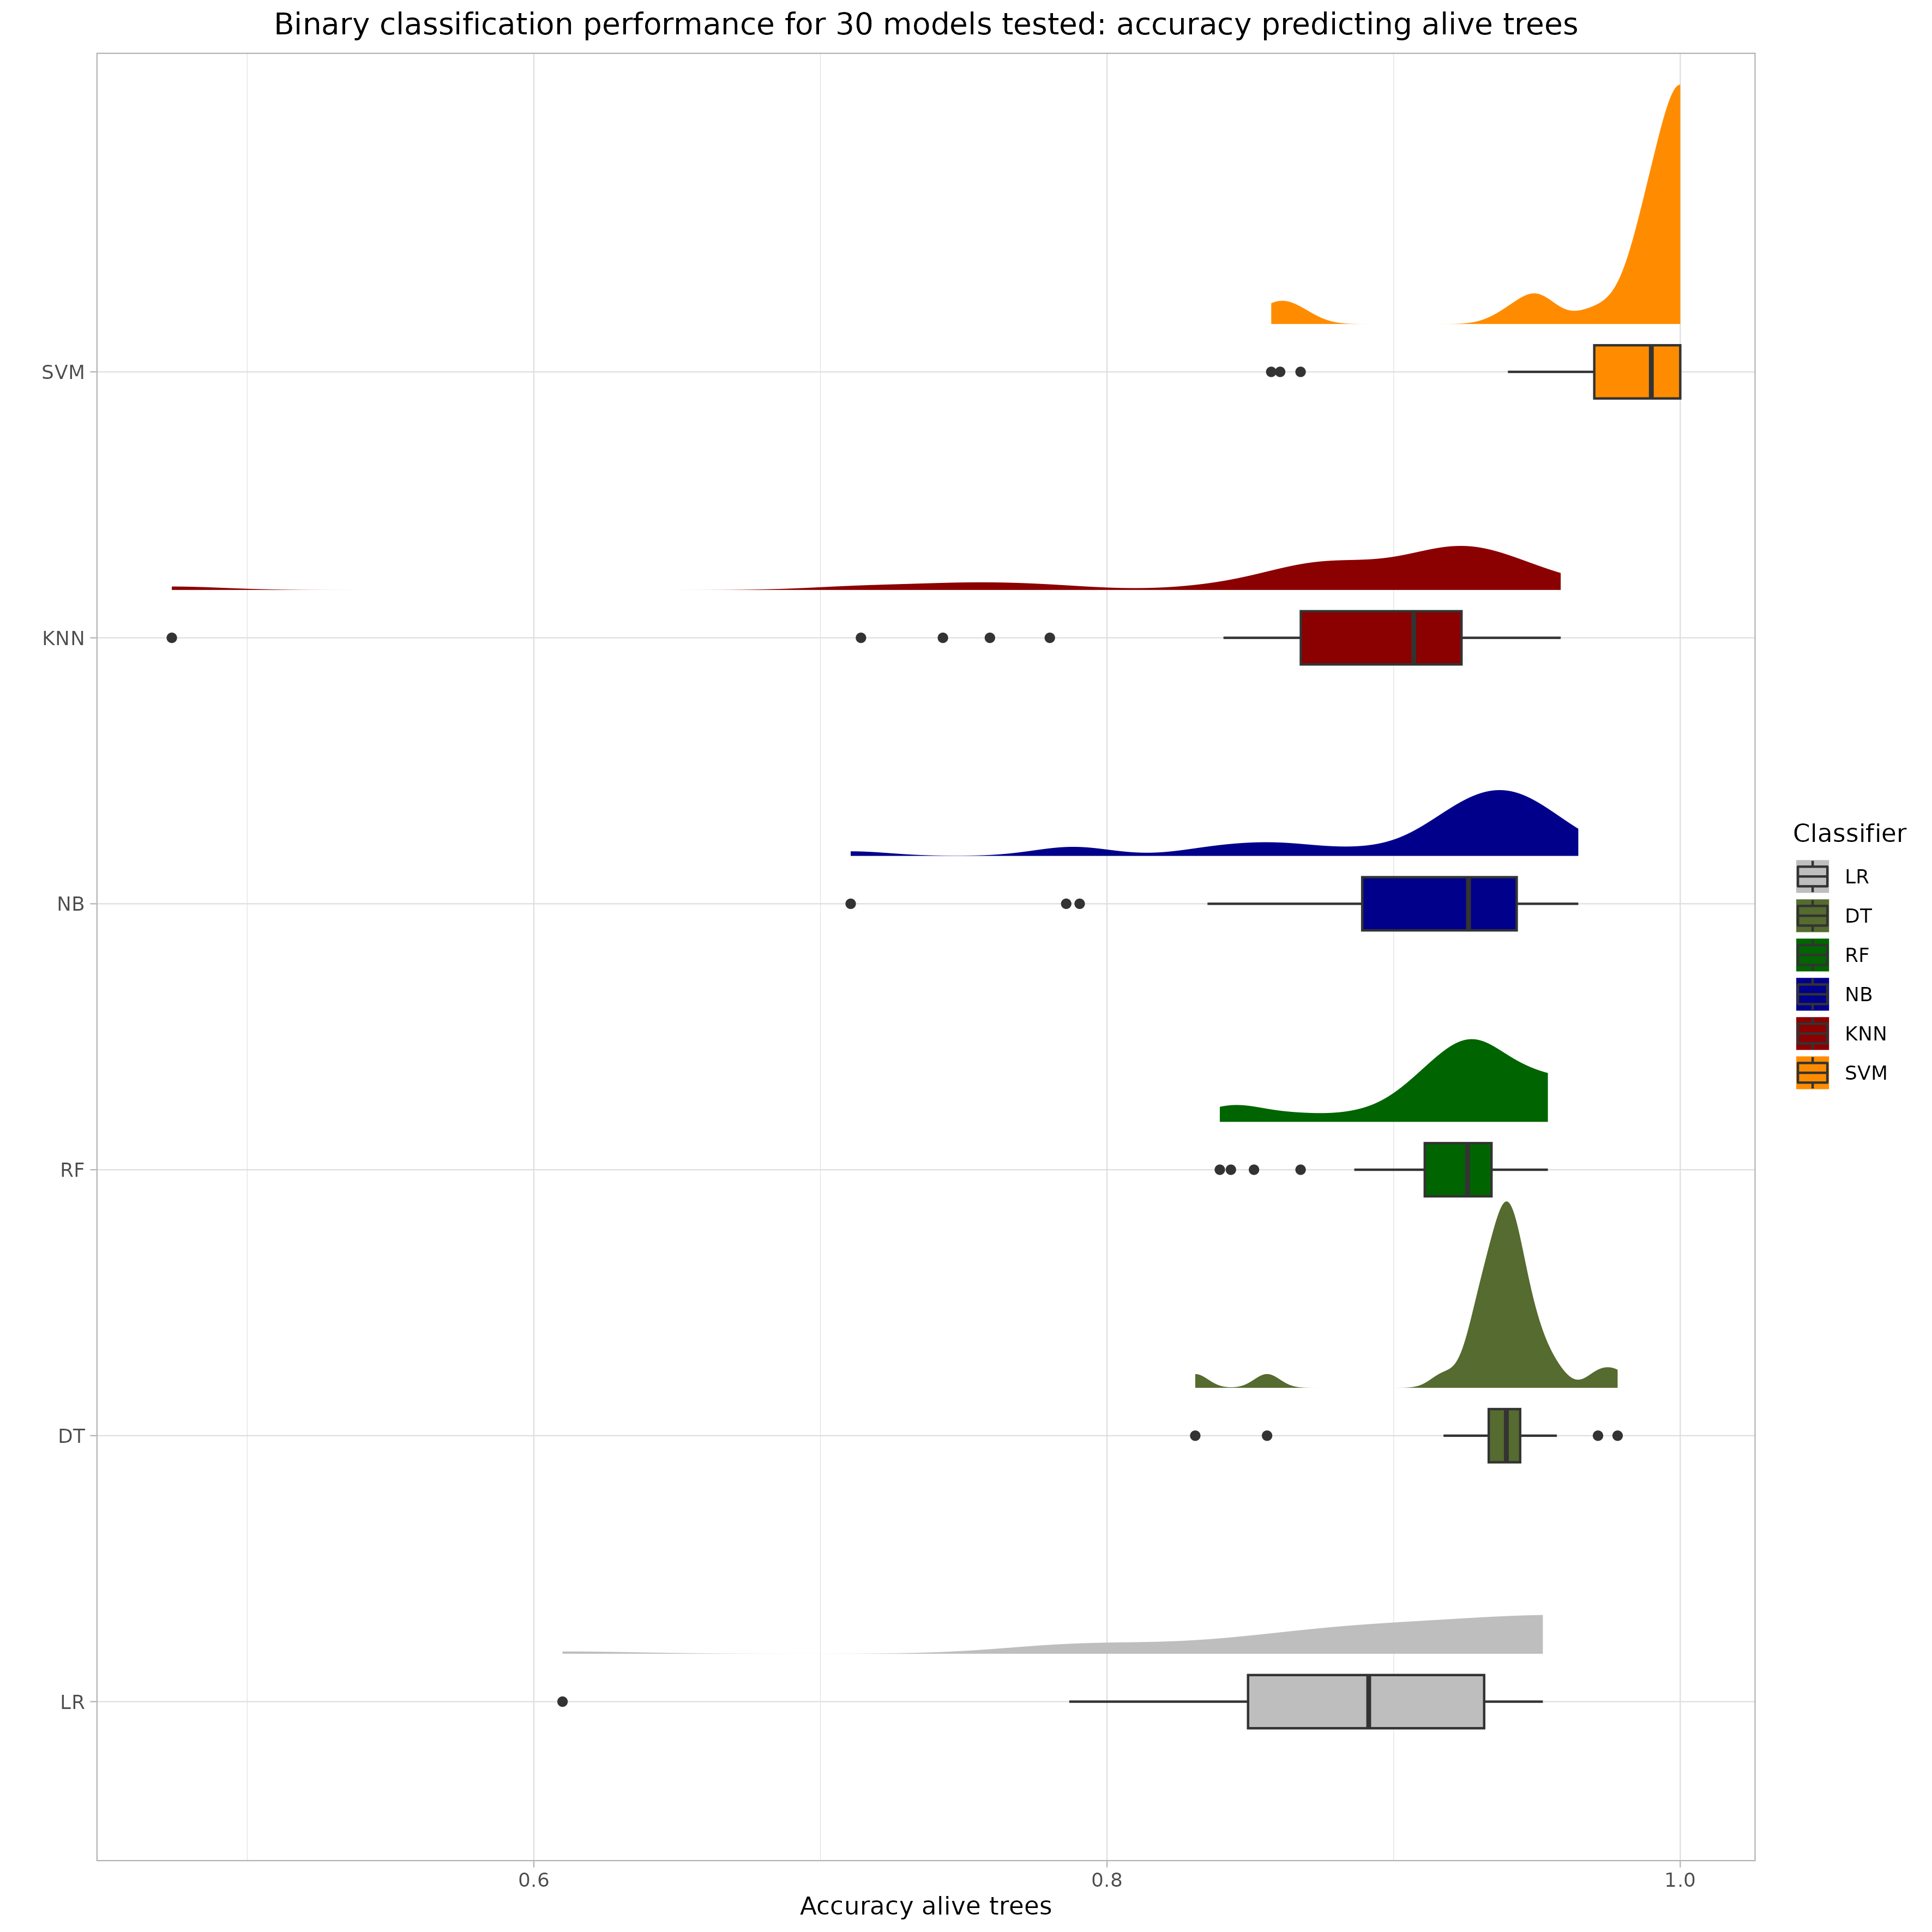 Binary classification performance for 30 models tested: accuracy predicting alive trees
SVM
KNN
NB
RF
DT
LR
0.6
0.8
1.0
Accuracy alive trees
Classifier
LR
DT
RF
NB
KNN
SVM